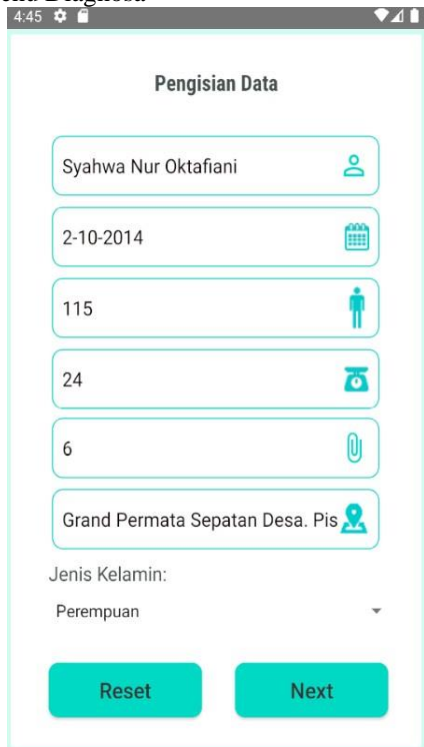 Diagnosa
4:45
Pengisian Data
Syahwa Nur Oktafiani
2-10-2014
115
24
6
Grand Permata Sepatan Desa. Pis
Jenis Kelamin:
Perempuan
Reset Next